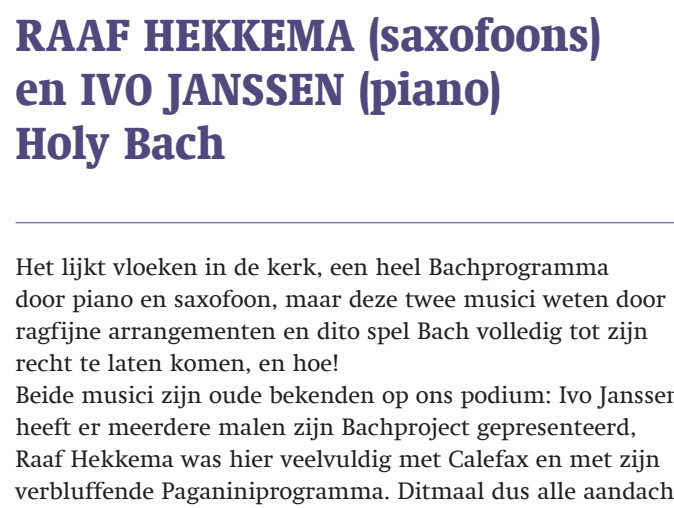 RAAF HEKKEMA (saxofoons)
en IVO JANSSEN (piano)
Holy Bach
Het lijkt vloeken in de kerk, een heel Bachprogramma
door piano en saxofoon, maar deze twee musici weten door
ragfijne arrangementen en dito spel Bach volledig tot zijn
recht te laten komen, en hoe!
Beide musici zijn oude bekenden op ons podium: Ivo Janssen
heeft er meerdere malen zijn Bachproject gepresenteerd,
Raaf Hekkema was hier veelvuldig met Calefax en met zijn
verbluffende Paganiniprogramma. Ditmaal dus alle aandach